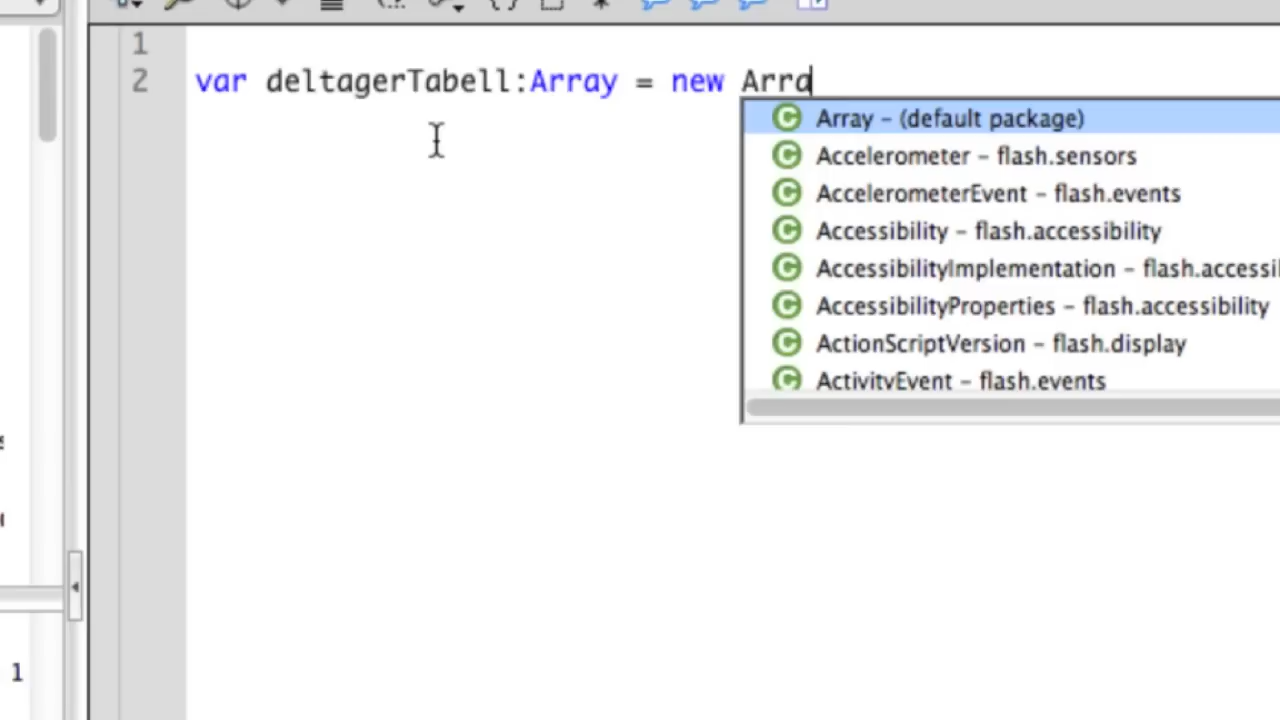 1
2 var deltagerTabell:Array = new Arra
Array - (default package)
Accelerometer - flash.sensors
AccelerometerEvent - flash.events
Accessibility - flash.accessibility
AccessibilityImplementation - flash.accessi
AccessibilityProperties - flash.accessibility
ActionScriptVersion - flash.display
ActivityEvent - flash.events
1